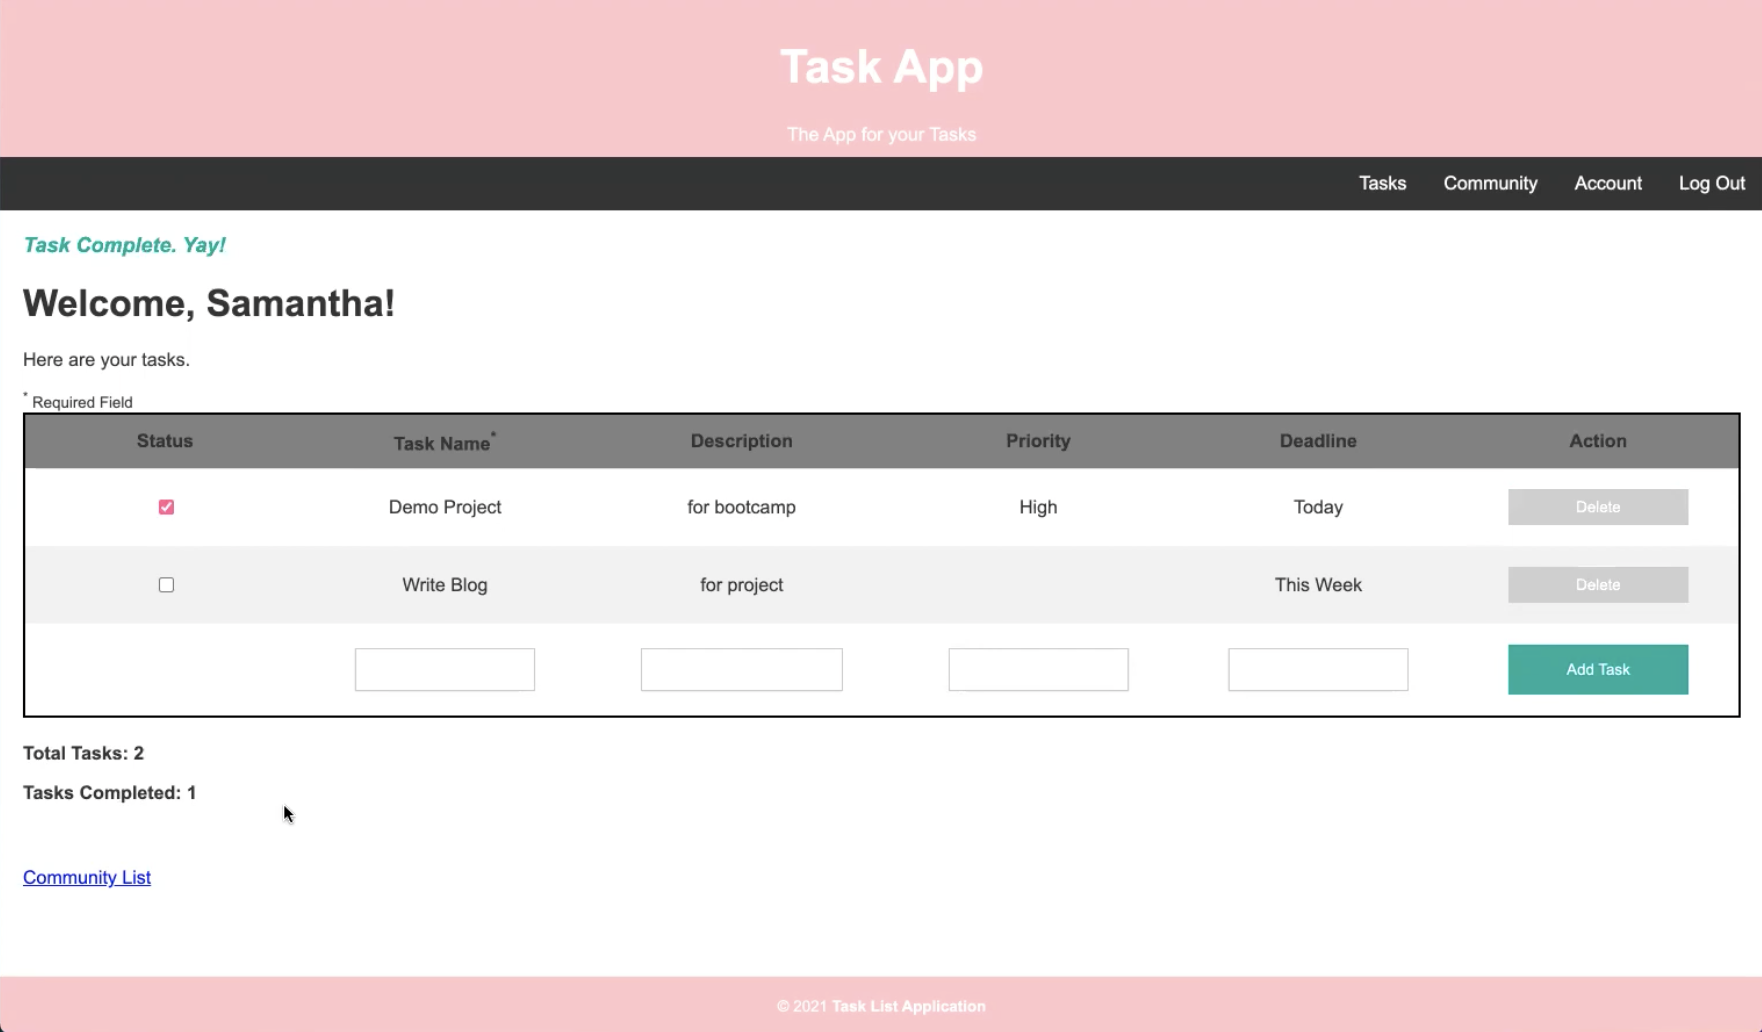 Task App
The App for your Tasks
Tasks Community Account Log Out
Task Complete. Yay!
Welcome, Samantha!
Here are your tasks.
* Required Field
Status Task Name* Description Priority Deadline Action
Demo Project for bootcamp High Today Delete
Write Blog for project This Week Delete
Add Task
Total Tasks: 2
Tasks Completed: 1
Community List
© 2021 Task List Application